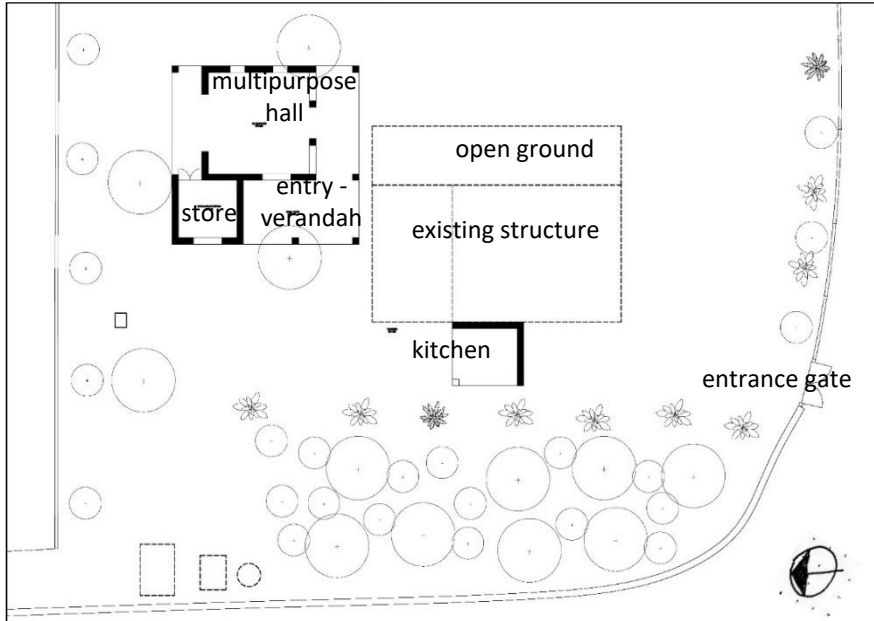 multipurpose
hall
open ground
entry -
store
verandah
existing structure
kitchen
entrance gate